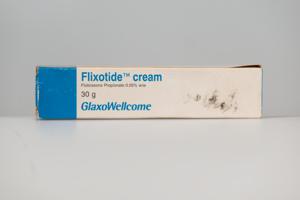 Flixotide™ cream
Fluticasone Propionate 0.05% w/w
30 g
GlaxoWellcome